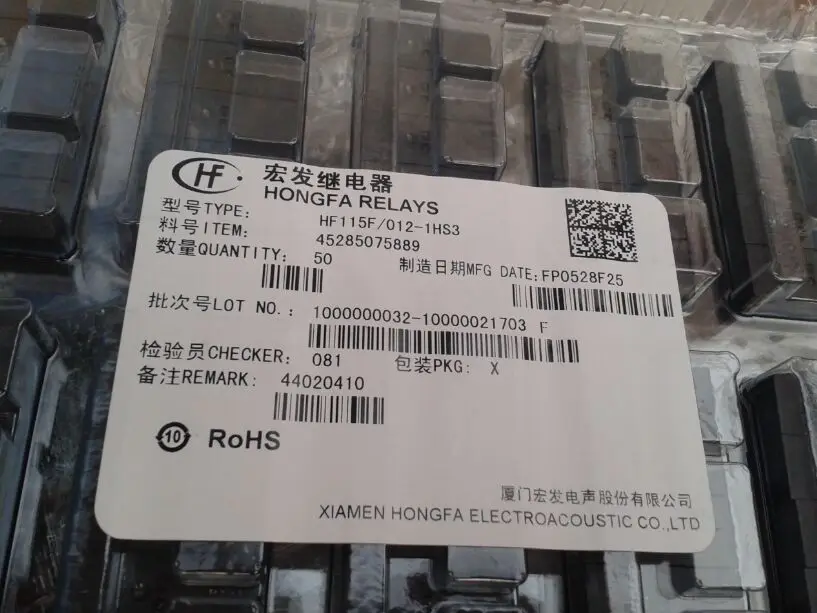 HF
宏发继电器
HONGFA RELAYS
型号TYPE: HF115F/012-1HS3
料号ITEM: 45285075889
数量QUANTITY: 50 制造日期MFG DATE:FP0528F25
批次号LOT NO.: 1000000032-10000021703 F
检验员CHECKER: 081 包装PKG: X
备注REMARK: 44020410
10 RoHS
厦门宏发电声股份有限公司
XIAMEN HONGFA ELECTROACOUSTIC CO.,LTD